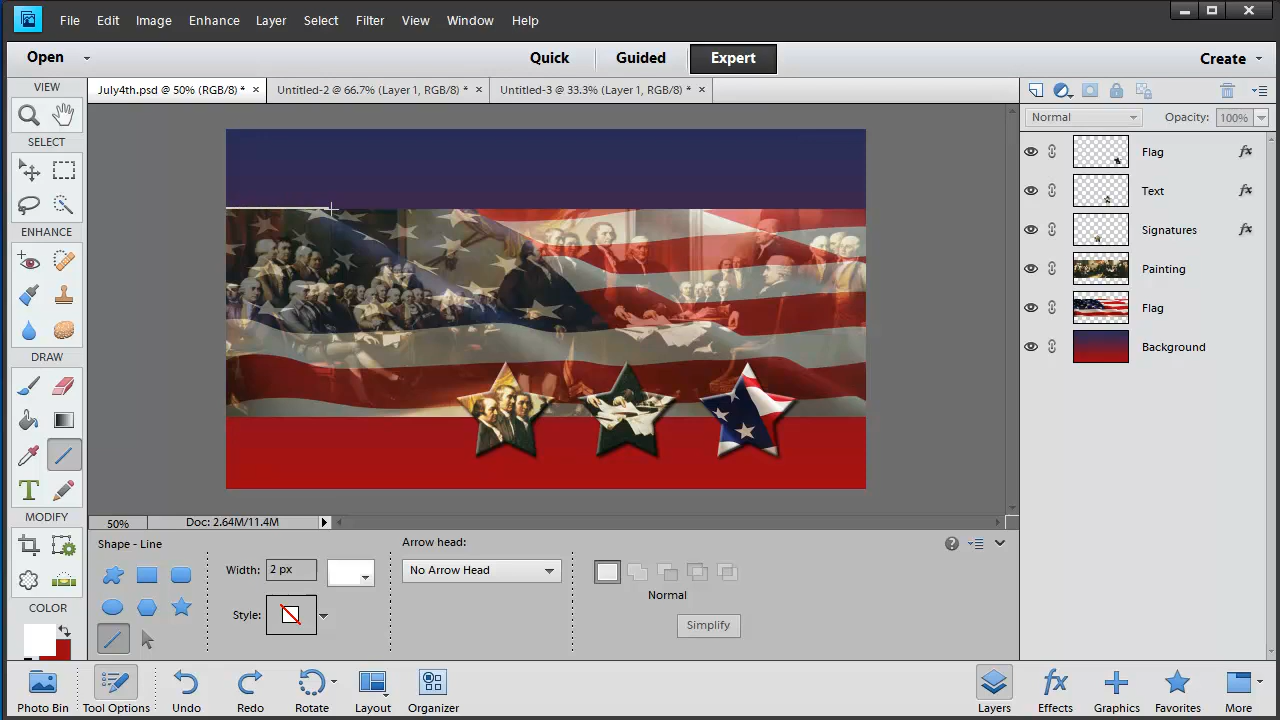 File Edit Image Enhance Layer Select Filter View Window Help
Open Quick Guided Expert Create
VIEW
July4th.psd @ 50% (RGB/8) * × Untitled-2 @ 66.7% (Layer 1, RGB/8) * × Untitled-3 @ 33.3% (Layer 1, RGB/8) * ×
Normal Opacity: 100%
SELECT
Flag fx
Text fx
Signatures fx
ENHANCE
Painting
Flag
Background
DRAW
T
MODIFY
50% Doc: 2.64M/11.4M
Shape - Line
Arrow head:
Width: 2 px No Arrow Head
Normal
COLOR
Style:
Simplify
Photo Bin Tool Options Undo Redo Rotate Layout Organizer Layers fx Effects Graphics Favorites More